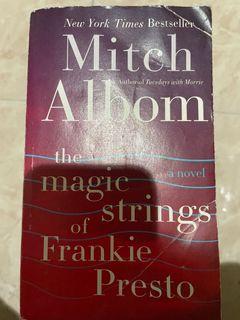 New York Times Bestseller
Mitch
Albom
Author of Tuesdays with Morrie
the
a novel
magic
strings
of
Frankie
Presto